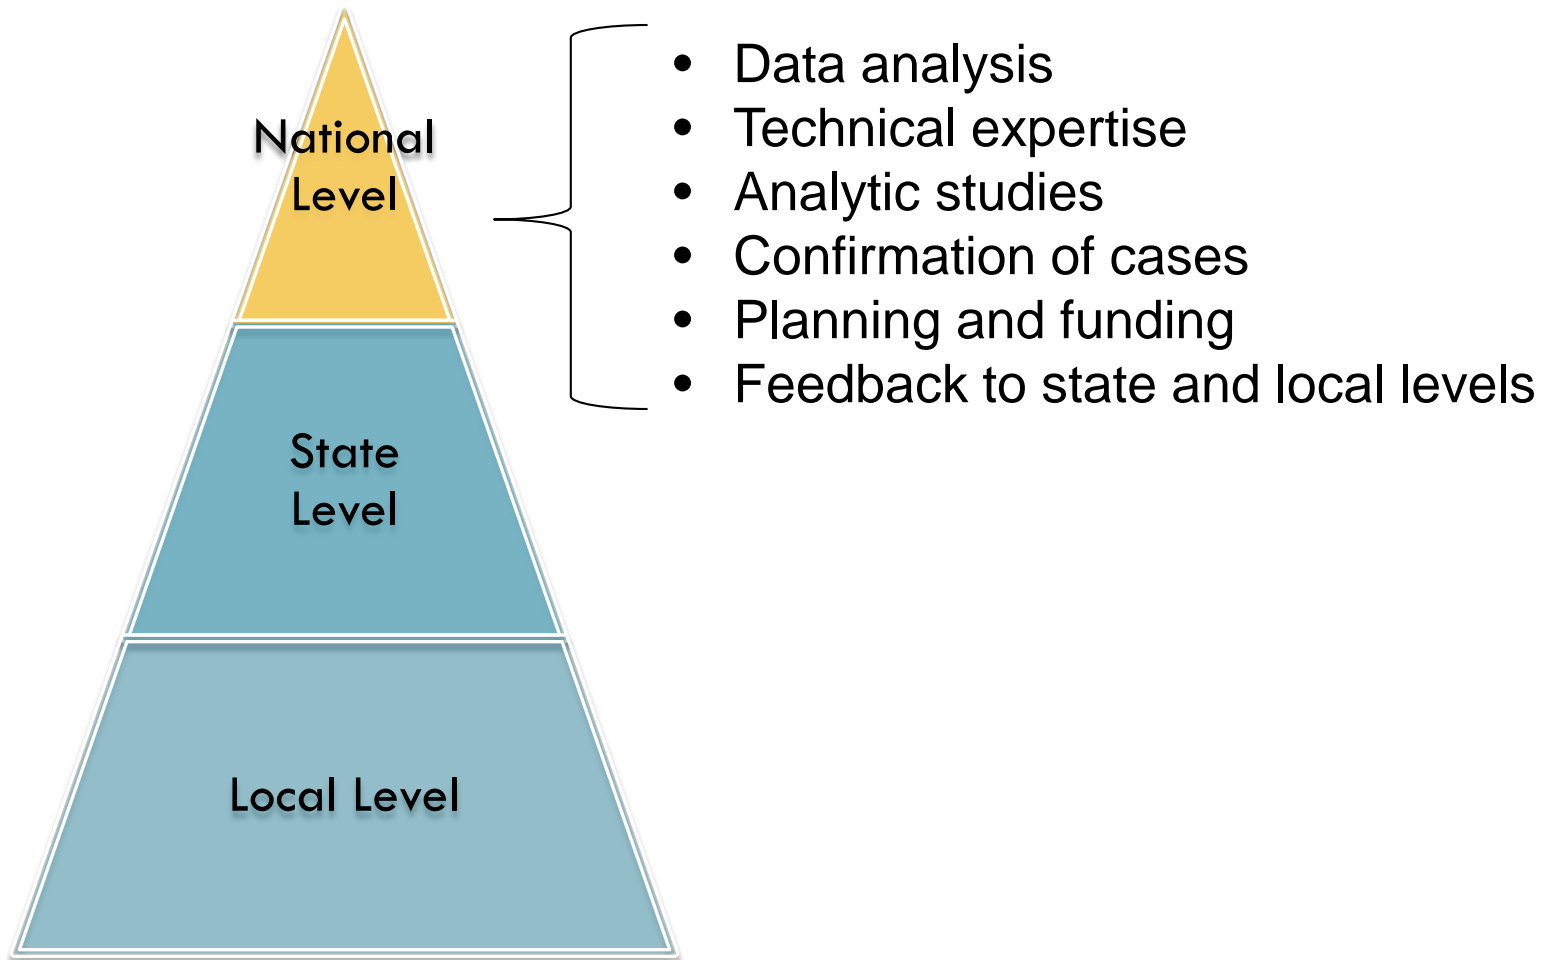 National
Level
• Data analysis
• Technical expertise
• Analytic studies
• Confirmation of cases
• Planning and funding
• Feedback to state and local levels
State
Level
Local Level